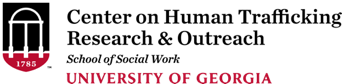 Center on Human Trafficking
Research & Outreach
School of Social Work
UNIVERSITY OF GEORGIA
1785